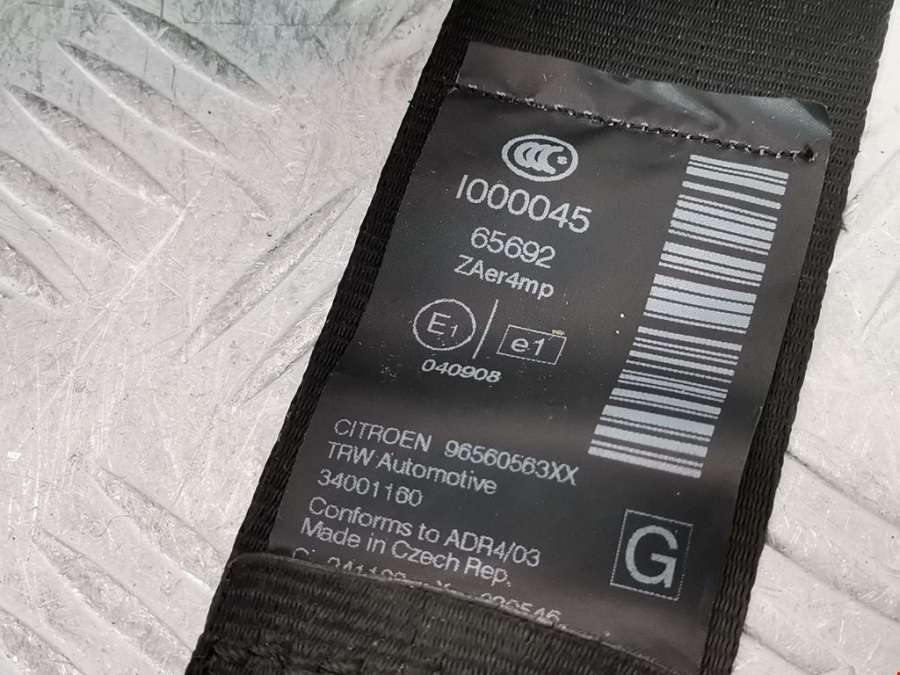 CCC
I000045
65692
ZAer4mp
E1 e1
040908
CITROEN 96560563XX
TRW Automotive
34001160
Conforms to ADR4/03
Made in Czech Rep.
G